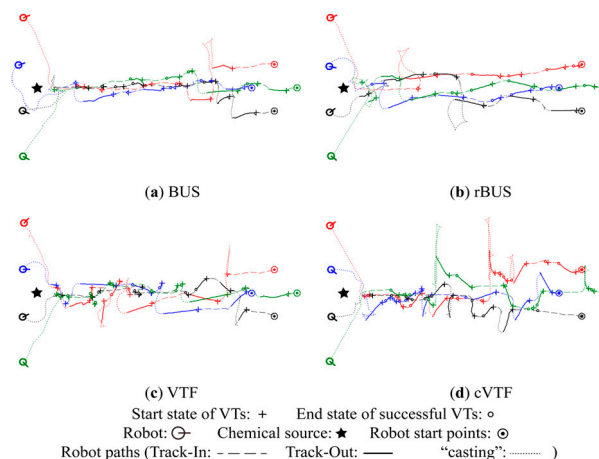 (a) BUS
(b) rBUS
(c) VTF
(d) cVTF
Start state of VTs: + End state of successful VTs:
Robot: Chemical source: ★ Robot start points:
Robot paths (Track-In: - - - - Track-Out: —— "casting": ............ )